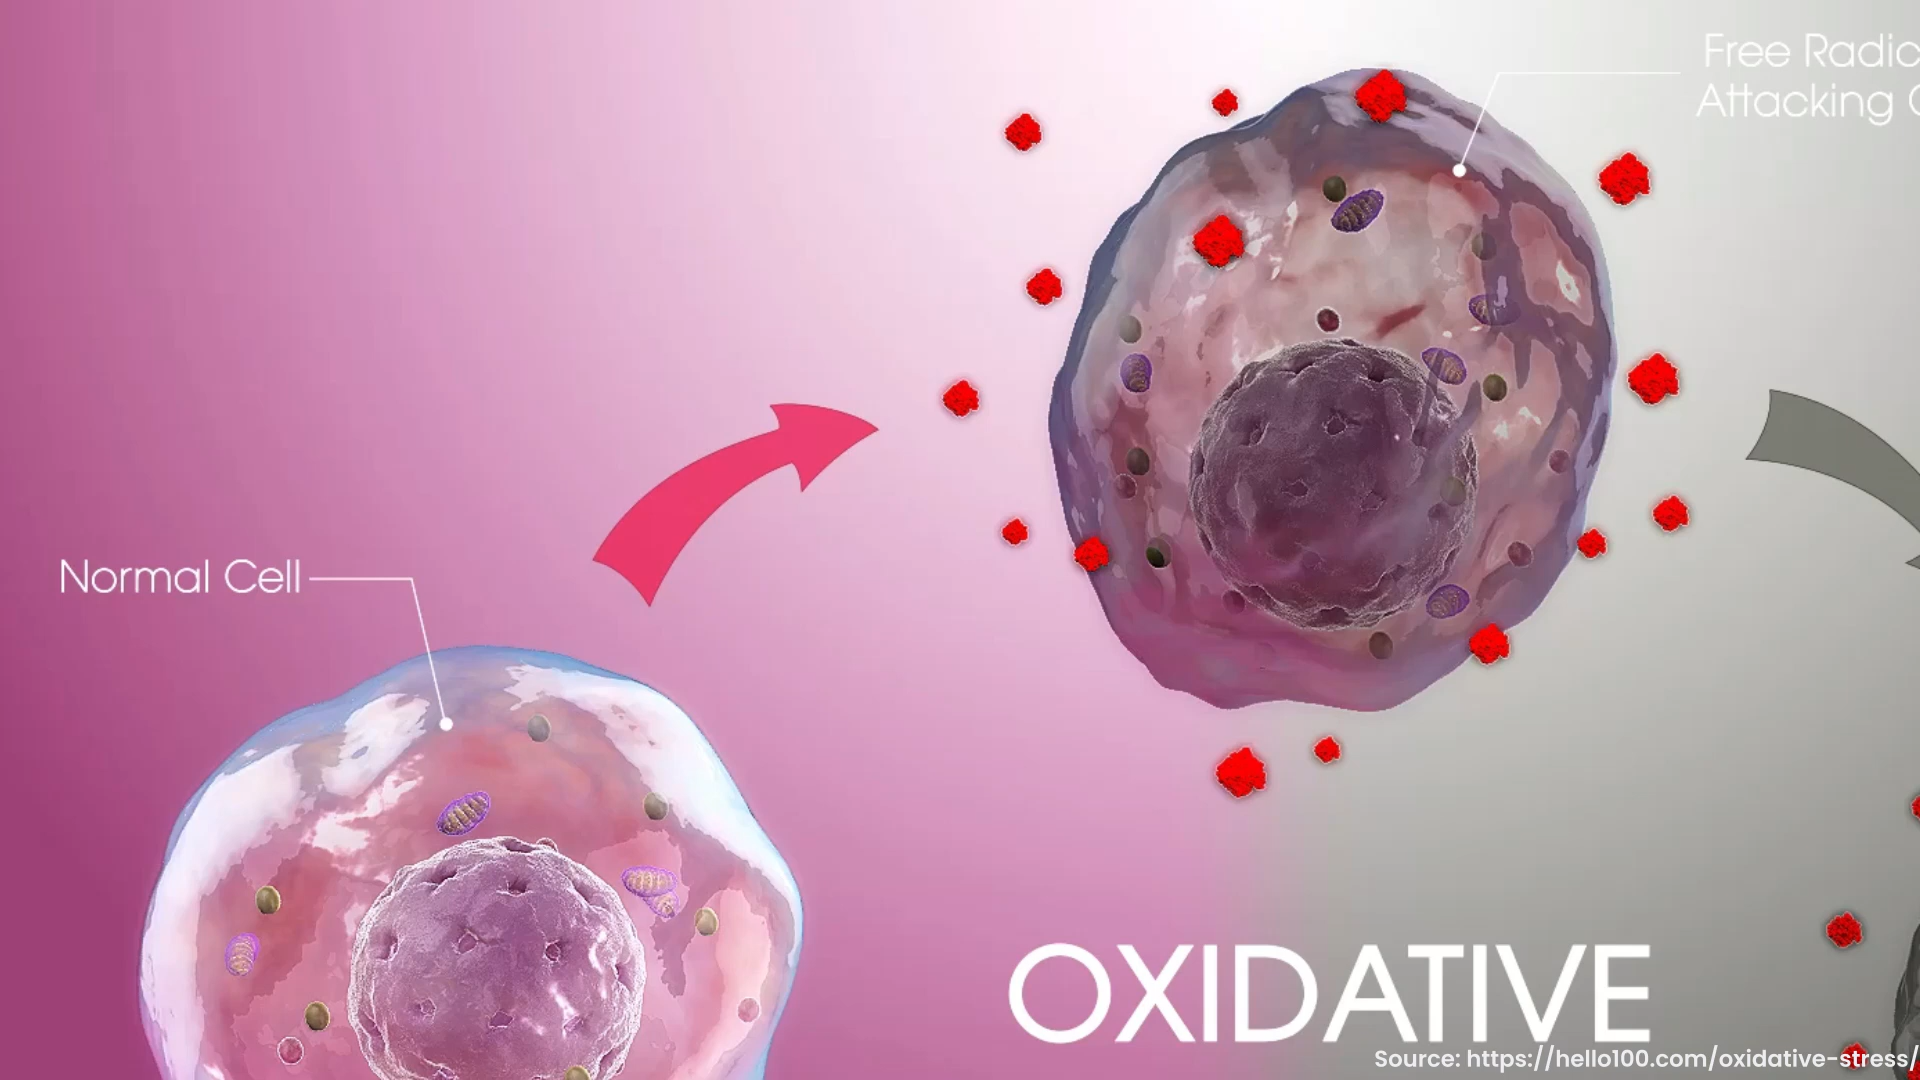 Free Radic
Attacking C
Normal Cell
OXIDATIVE
Source: https://hello100.com/oxidative-stress/